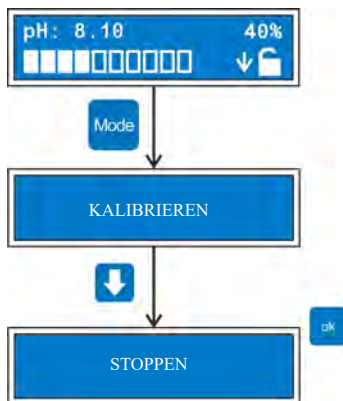 pH: 8.10 40%
Mode
KALIBRIEREN
ok
STOPPEN